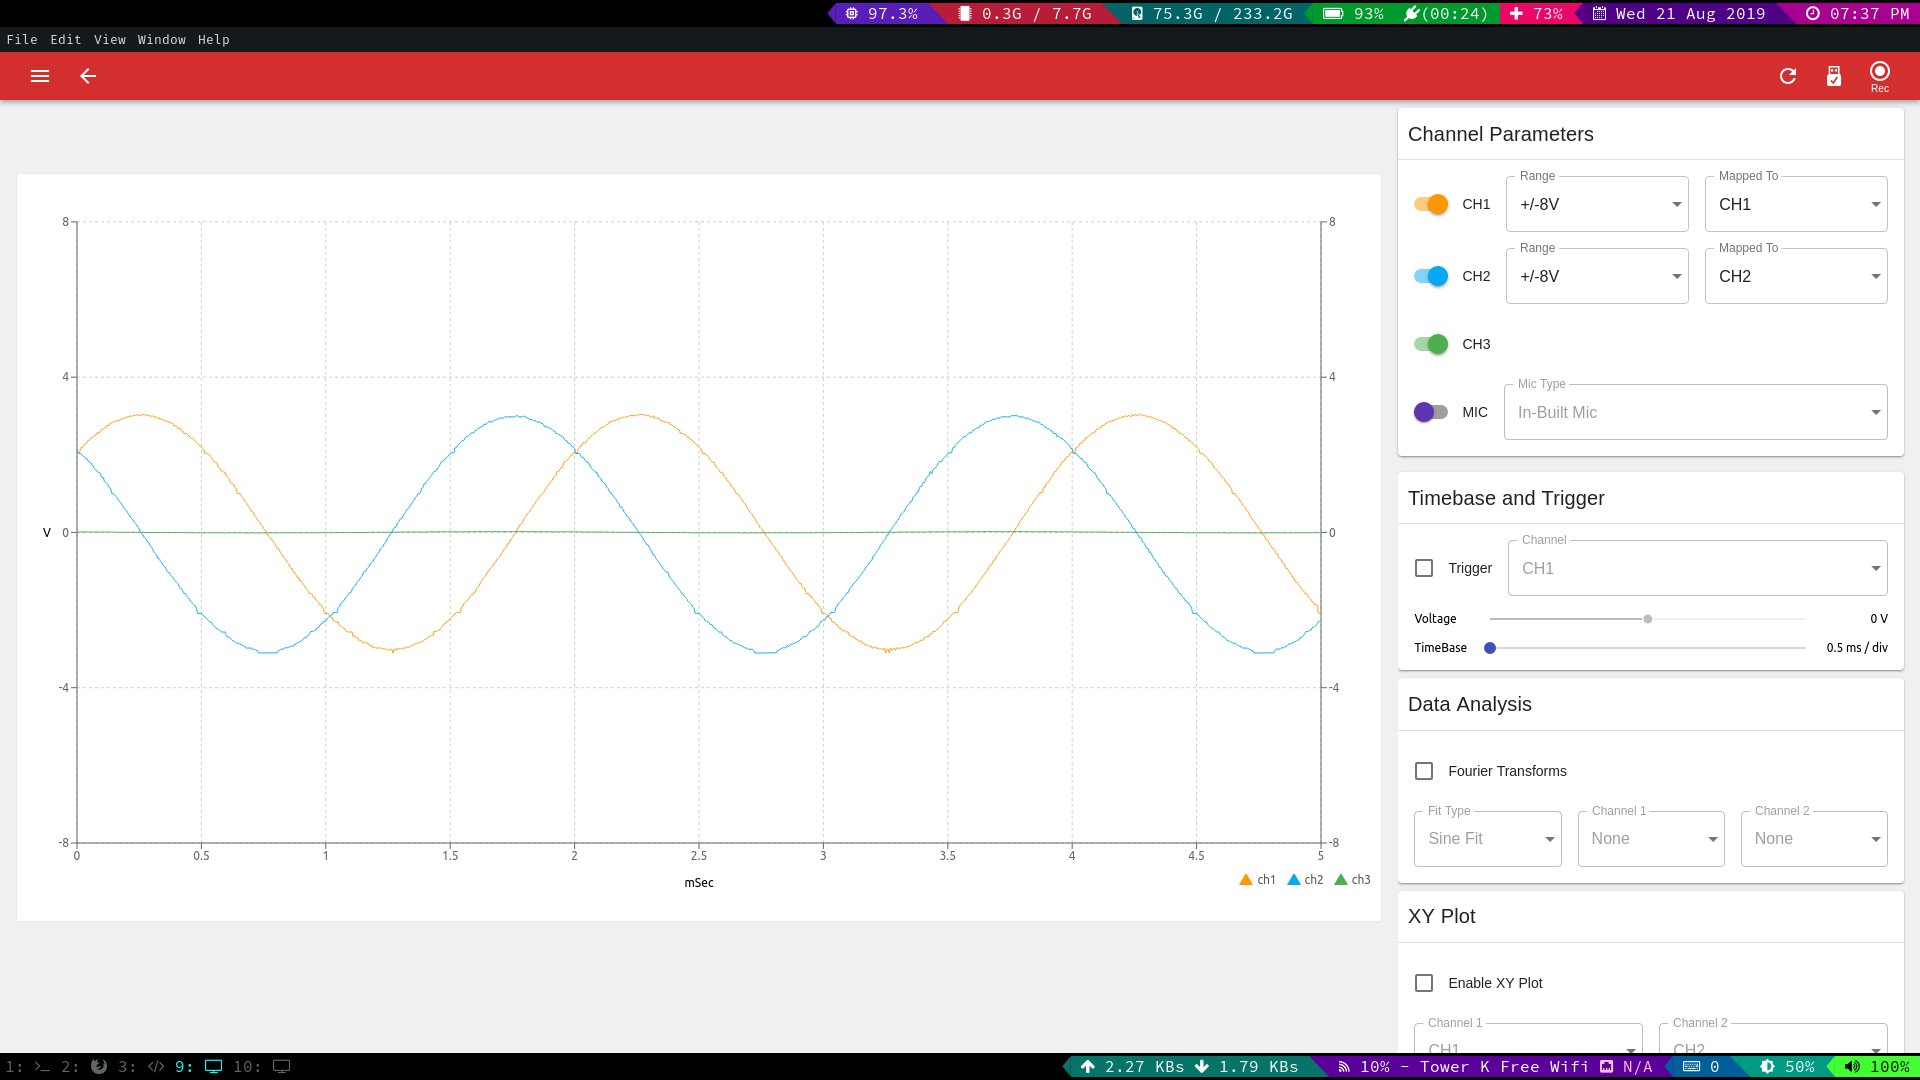 97.3% 0.3G / 7.7G 75.3G / 233.2G 93% (00:24) 73% Wed 21 Aug 2019 07:37 PM
File Edit View Window Help
Rec
Channel Parameters
CH1 Range +/-8V Mapped To CH1
CH2 Range +/-8V Mapped To CH2
CH3
MIC Mic Type In-Built Mic
Timebase and Trigger
Trigger Channel CH1
Voltage 0 V
TimeBase 0.5 ms / div
Data Analysis
Fourier Transforms
Fit Type Channel 1 Channel 2
Sine Fit None None
XY Plot
Enable XY Plot
Channel 1 Channel 2
CH1 CH2
8 8
4 4
V 0 0
-4 -4
-8 -8
0 0.5 1 1.5 2 2.5 3 3.5 4 4.5 5
mSec
ch1 ch2 ch3
1: 2: 3: </> 9: 10: 2.27 KBs 1.79 KBs 10% - Tower K Free Wifi N/A 0 50% 100%